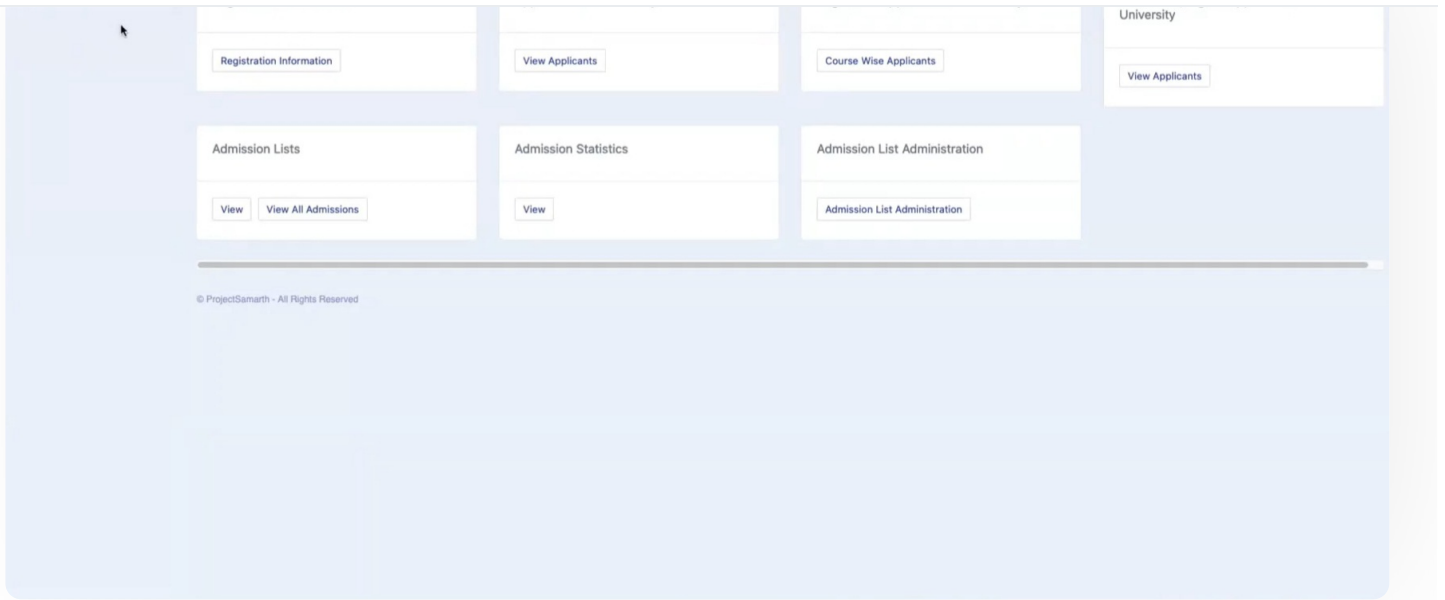 University
Registration Information
View Applicants
Course Wise Applicants
View Applicants
Admission Lists
Admission Statistics
Admission List Administration
View View All Admissions
View
Admission List Administration
© ProjectSamarth - All Rights Reserved